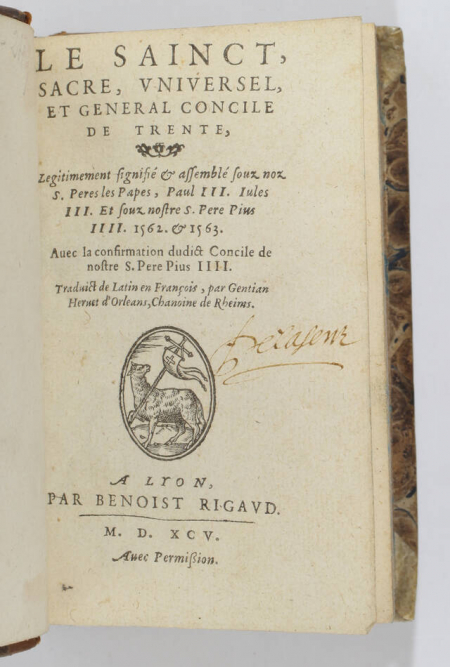 LE SAINCT,
SACRE, VNIVERSEL,
ET GENERAL CONCILE
DE TRENTE,
Legitimement signifié & assemblé souz noz
S. Peres les Papes, Paul III. Iules
III. Et souz nostre S. Pere Pius
IIII. 1562. & 1563.
Auec la confirmation dudict Concile de
nostre S. Pere Pius IIII.
Traduict de Latin en François, par Gentian
Heruet d'Orleans, Chanoine de Rheims.
A LYON,
PAR BENOIST RIGAVD.
M. D. XCV.
Auec Permission.